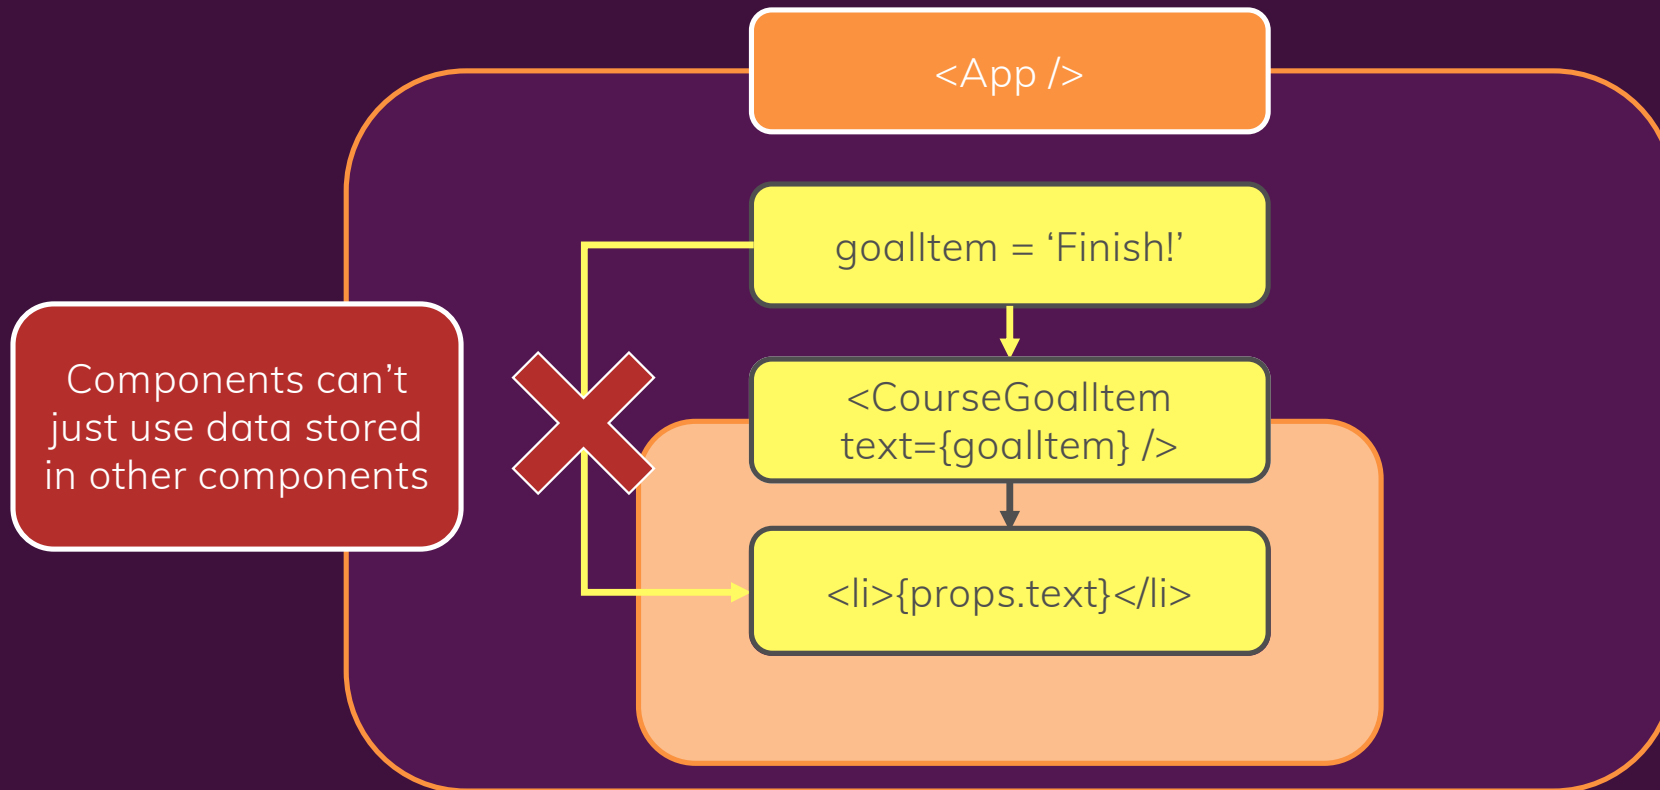 <App />
goalItem = ‘Finish!’
Components can’t
just use data stored
in other components
<CourseGoalItem
text={goalItem} />
<li>{props.text}</li>